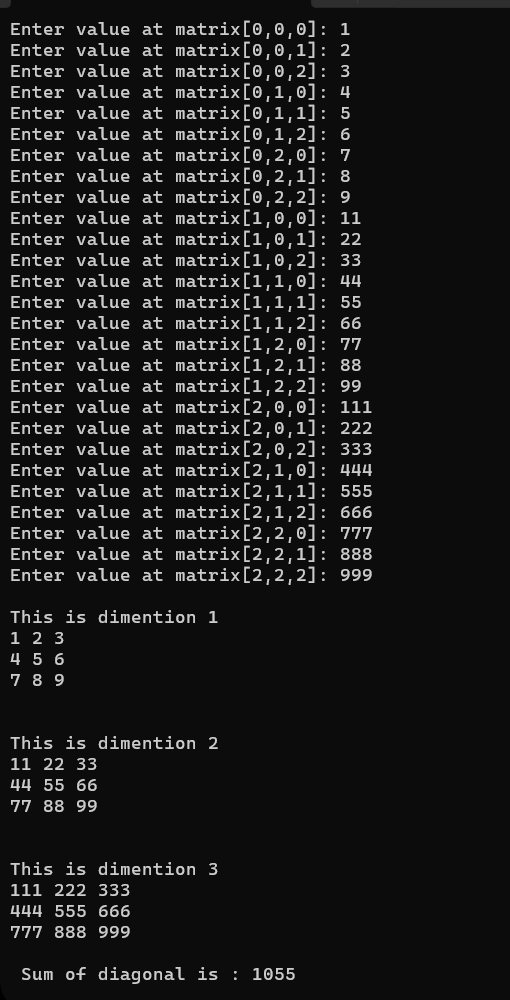 Enter value at matrix[0,0,0]: 1
Enter value at matrix[0,0,1]: 2
Enter value at matrix[0,0,2]: 3
Enter value at matrix[0,1,0]: 4
Enter value at matrix[0,1,1]: 5
Enter value at matrix[0,1,2]: 6
Enter value at matrix[0,2,0]: 7
Enter value at matrix[0,2,1]: 8
Enter value at matrix[0,2,2]: 9
Enter value at matrix[1,0,0]: 11
Enter value at matrix[1,0,1]: 22
Enter value at matrix[1,0,2]: 33
Enter value at matrix[1,1,0]: 44
Enter value at matrix[1,1,1]: 55
Enter value at matrix[1,1,2]: 66
Enter value at matrix[1,2,0]: 77
Enter value at matrix[1,2,1]: 88
Enter value at matrix[1,2,2]: 99
Enter value at matrix[2,0,0]: 111
Enter value at matrix[2,0,1]: 222
Enter value at matrix[2,0,2]: 333
Enter value at matrix[2,1,0]: 444
Enter value at matrix[2,1,1]: 555
Enter value at matrix[2,1,2]: 666
Enter value at matrix[2,2,0]: 777
Enter value at matrix[2,2,1]: 888
Enter value at matrix[2,2,2]: 999
This is dimention 1
1 2 3
4 5 6
7 8 9
This is dimention 2
11 22 33
44 55 66
77 88 99
This is dimention 3
111 222 333
444 555 666
777 888 999
Sum of diagonal is : 1055